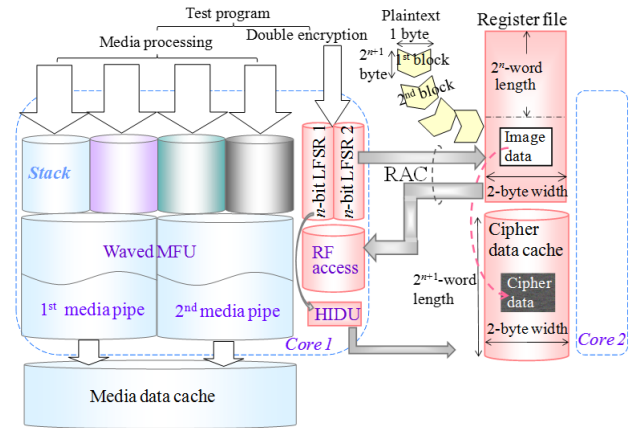 Test program
Media processing
Double encryption
Plaintext
1 byte
2ⁿ⁺¹
byte
1st block
2nd block
Register file
2ⁿ-word
length
Image
data
2-byte width
Stack
n-bit LFSR 1
n-bit LFSR 2
RAC
RF
access
HIDU
Waved MFU
1st media pipe
2nd media pipe
Core 1
Cipher
data cache
2ⁿ⁺¹-word
length
Cipher
data
2-byte width
Core 2
Media data cache